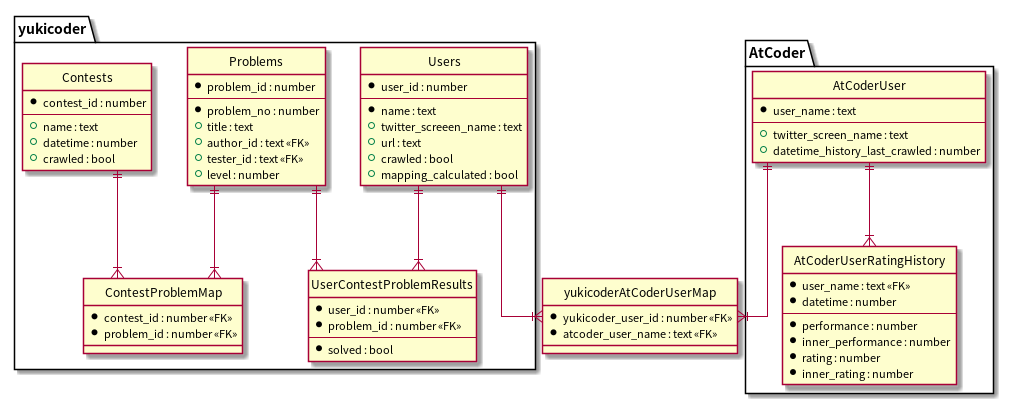 yukicoder
Contests
contest_id : number
name : text
datetime : number
crawled : bool
Problems
problem_id : number
problem_no : number
title : text
author_id : text «FK»
tester_id : text «FK»
level : number
Users
user_id : number
name : text
twitter_screeen_name : text
url : text
crawled : bool
mapping_calculated : bool
ContestProblemMap
contest_id : number «FK»
problem_id : number «FK»
UserContestProblemResults
user_id : number «FK»
problem_id : number «FK»
solved : bool
yukicoderAtCoderUserMap
yukicoder_user_id : number «FK»
atcoder_user_name : text «FK»
AtCoder
AtCoderUser
user_name : text
twitter_screen_name : text
datetime_history_last_crawled : number
AtCoderUserRatingHistory
user_name : text «FK»
datetime : number
performance : number
inner_performance : number
rating : number
inner_rating : number